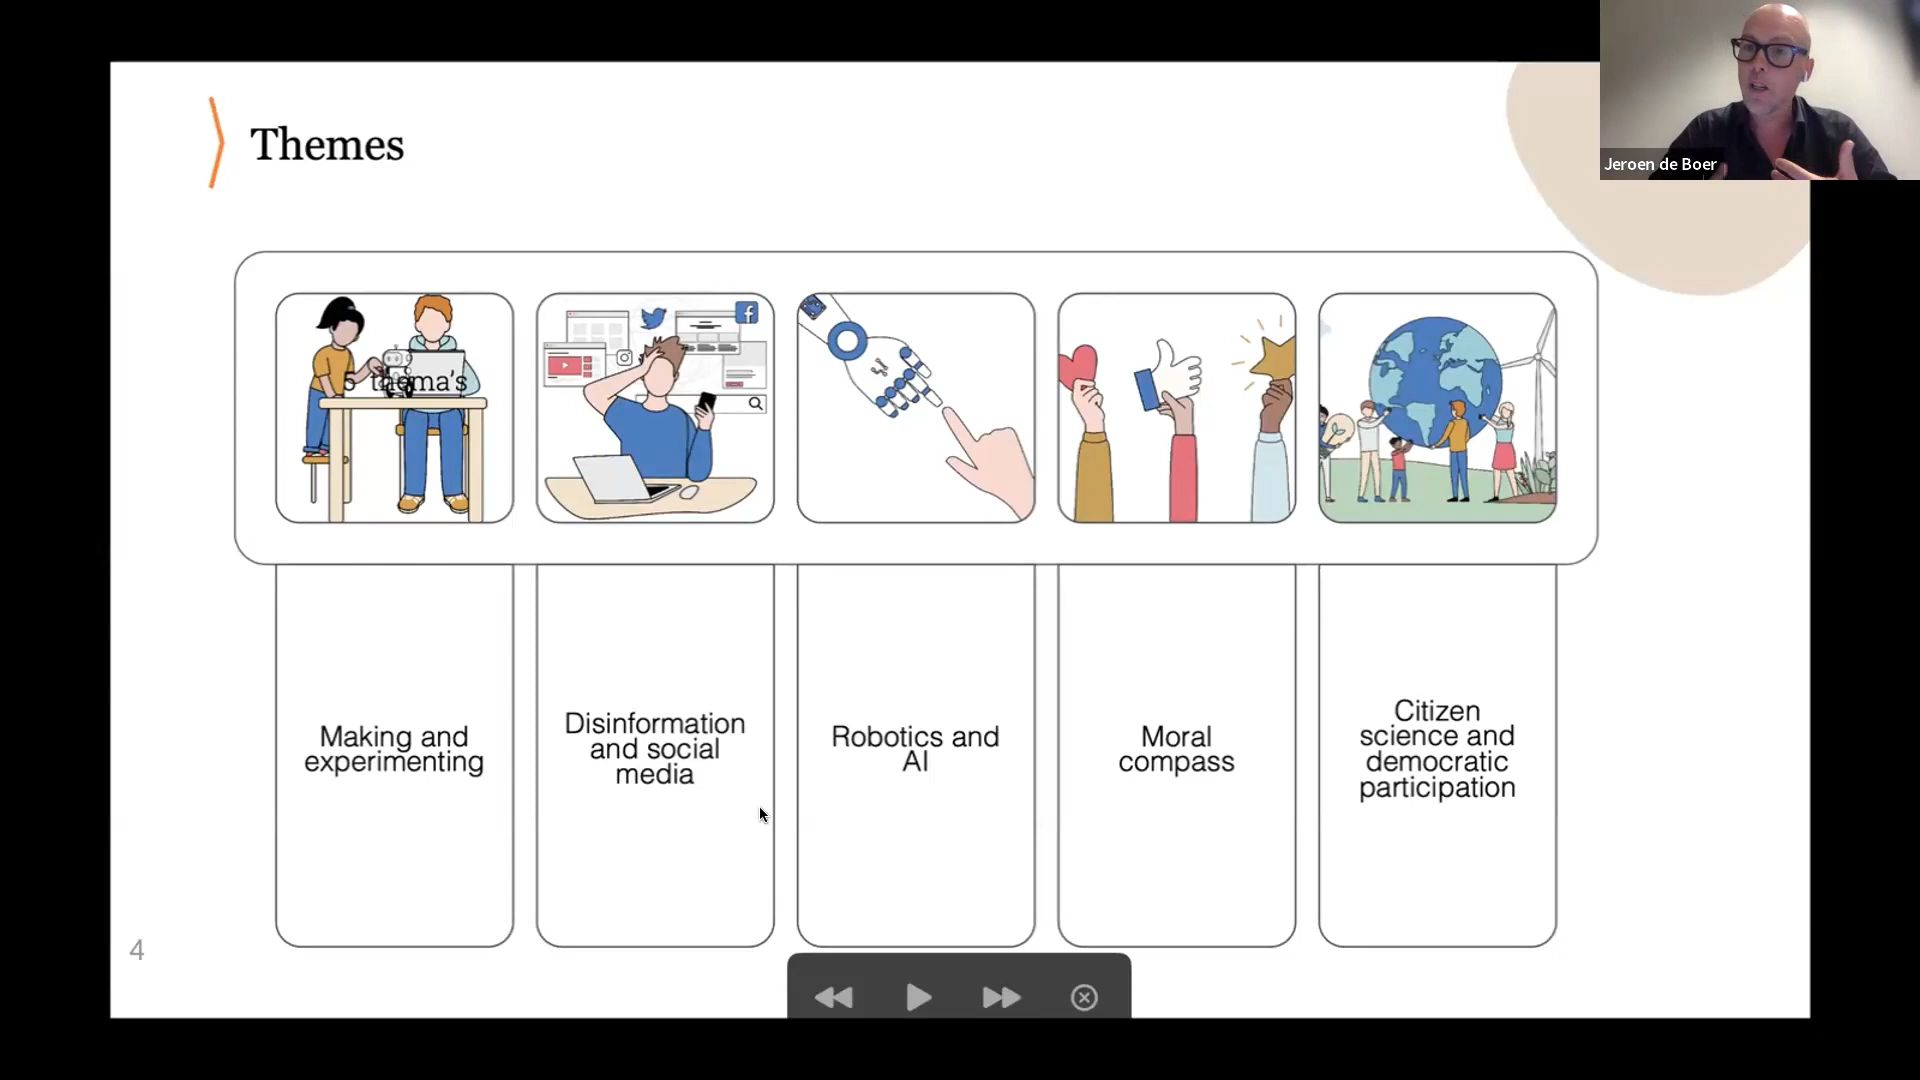 Jeroen de Boer
Themes
5 thema's
Making and
experimenting
Disinformation
and social
media
Robotics and
AI
Moral
compass
Citizen
science and
democratic
participation
4